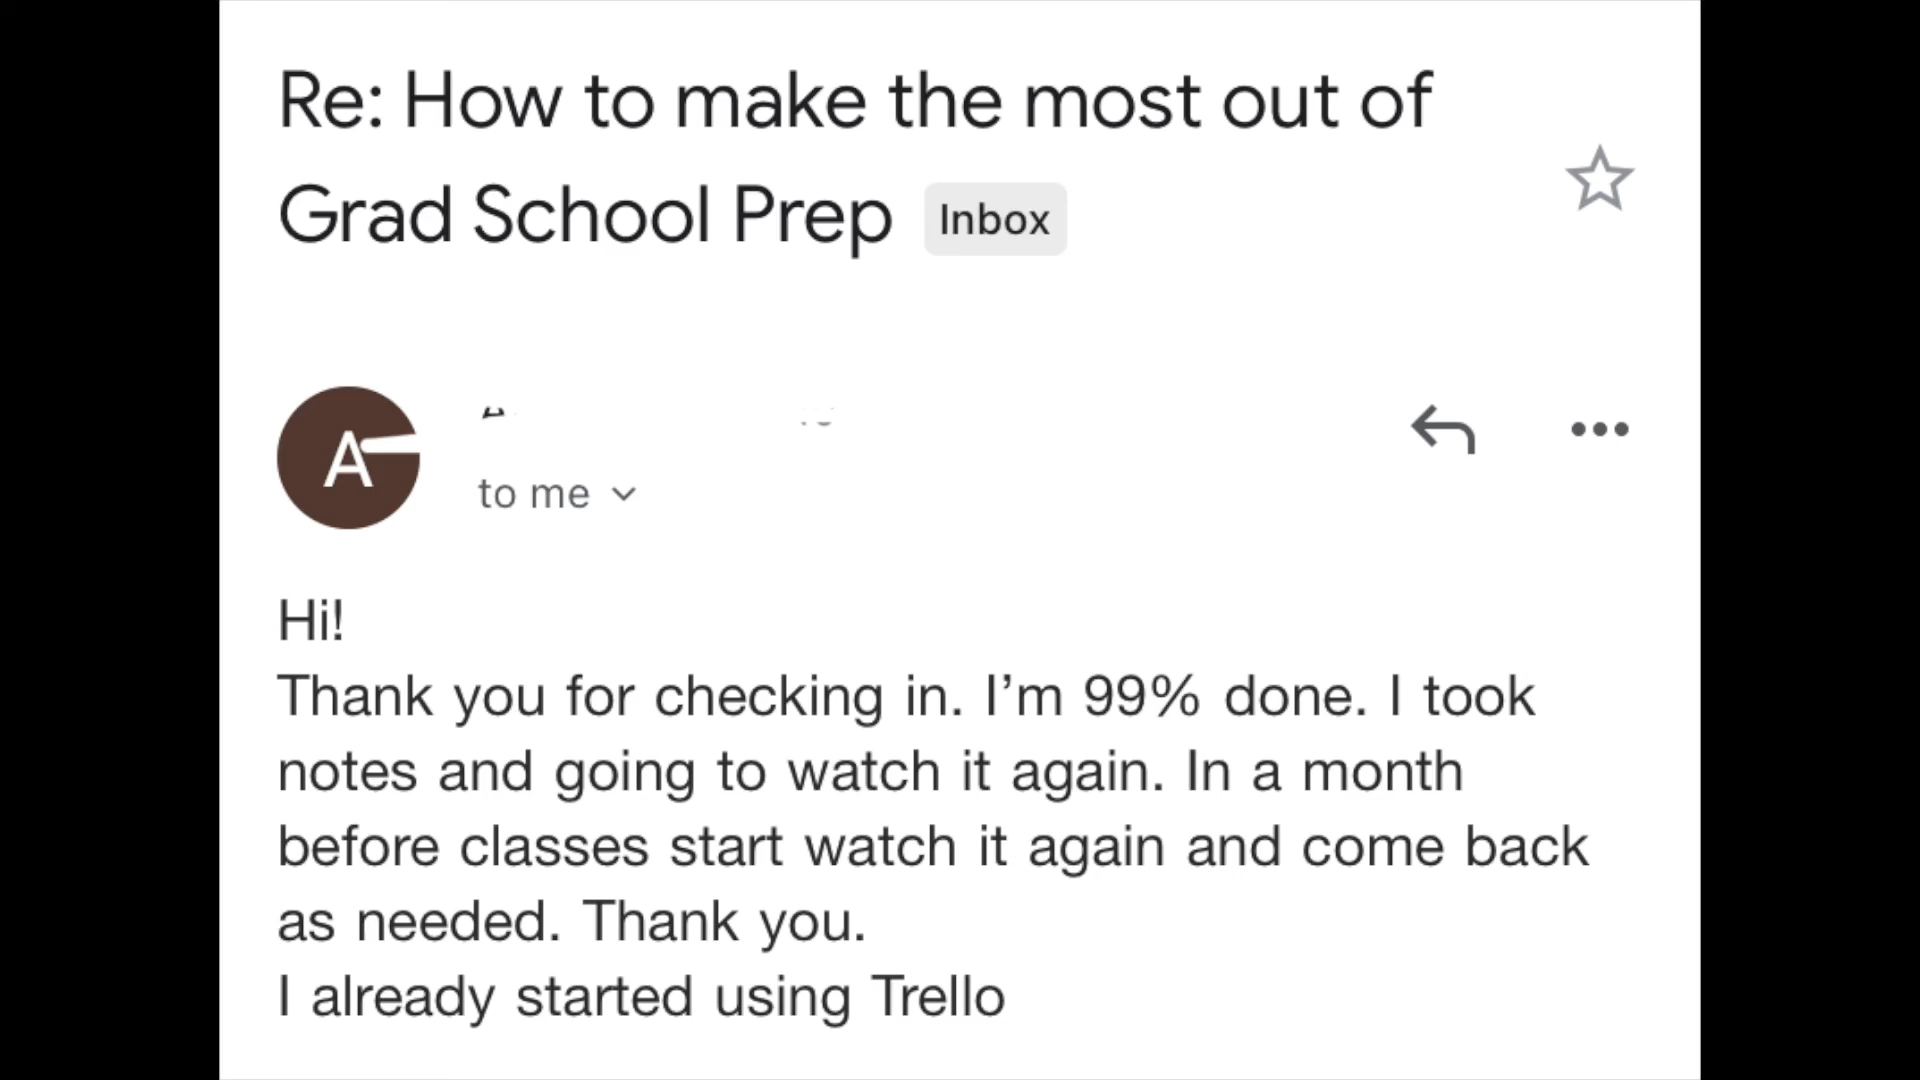 Re: How to make the most out of
Grad School Prep Inbox
A
to me
Hi!
Thank you for checking in. I’m 99% done. I took
notes and going to watch it again. In a month
before classes start watch it again and come back
as needed. Thank you.
I already started using Trello